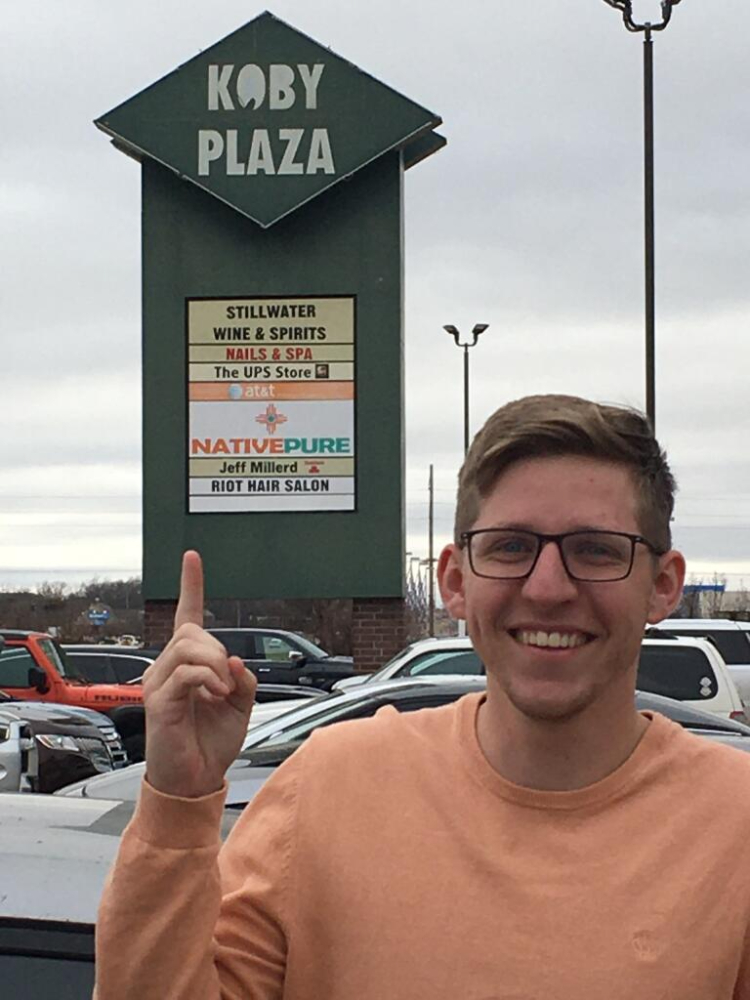 KOBY
PLAZA
STILLWATER
WINE & SPIRITS
NAILS & SPA
The UPS Store
at&t
NATIVEPURE
Jeff Millerd
RIOT HAIR SALON